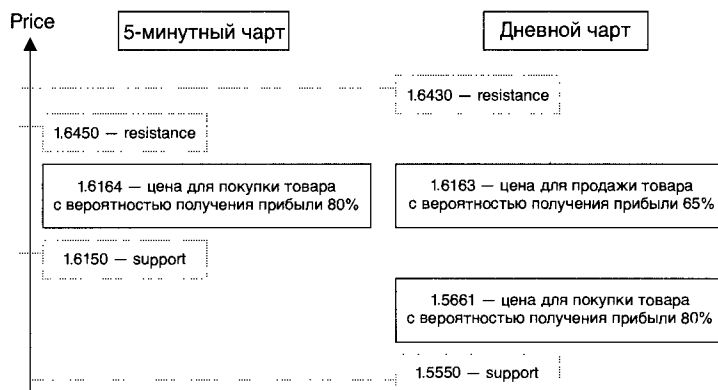 Price
5-минутный чарт
Дневной чарт
1.6430 — resistance
1.6450 — resistance
1.6164 — цена для покупки товара
с вероятностью получения прибыли 80%
1.6163 — цена для продажи товара
с вероятностью получения прибыли 65%
1.6150 — support
1.5661 — цена для покупки товара
с вероятностью получения прибыли 80%
1.5550 — support